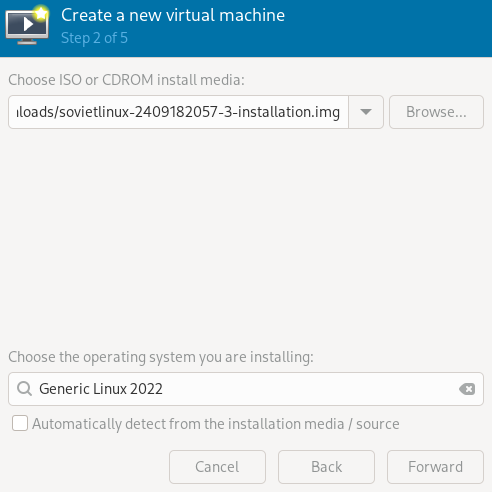 Create a new virtual machine
Step 2 of 5
Choose ISO or CDROM install media:
loads/sovietlinux-2409182057-3-installation.img
Browse...
Choose the operating system you are installing:
Generic Linux 2022
Automatically detect from the installation media / source
Cancel
Back
Forward